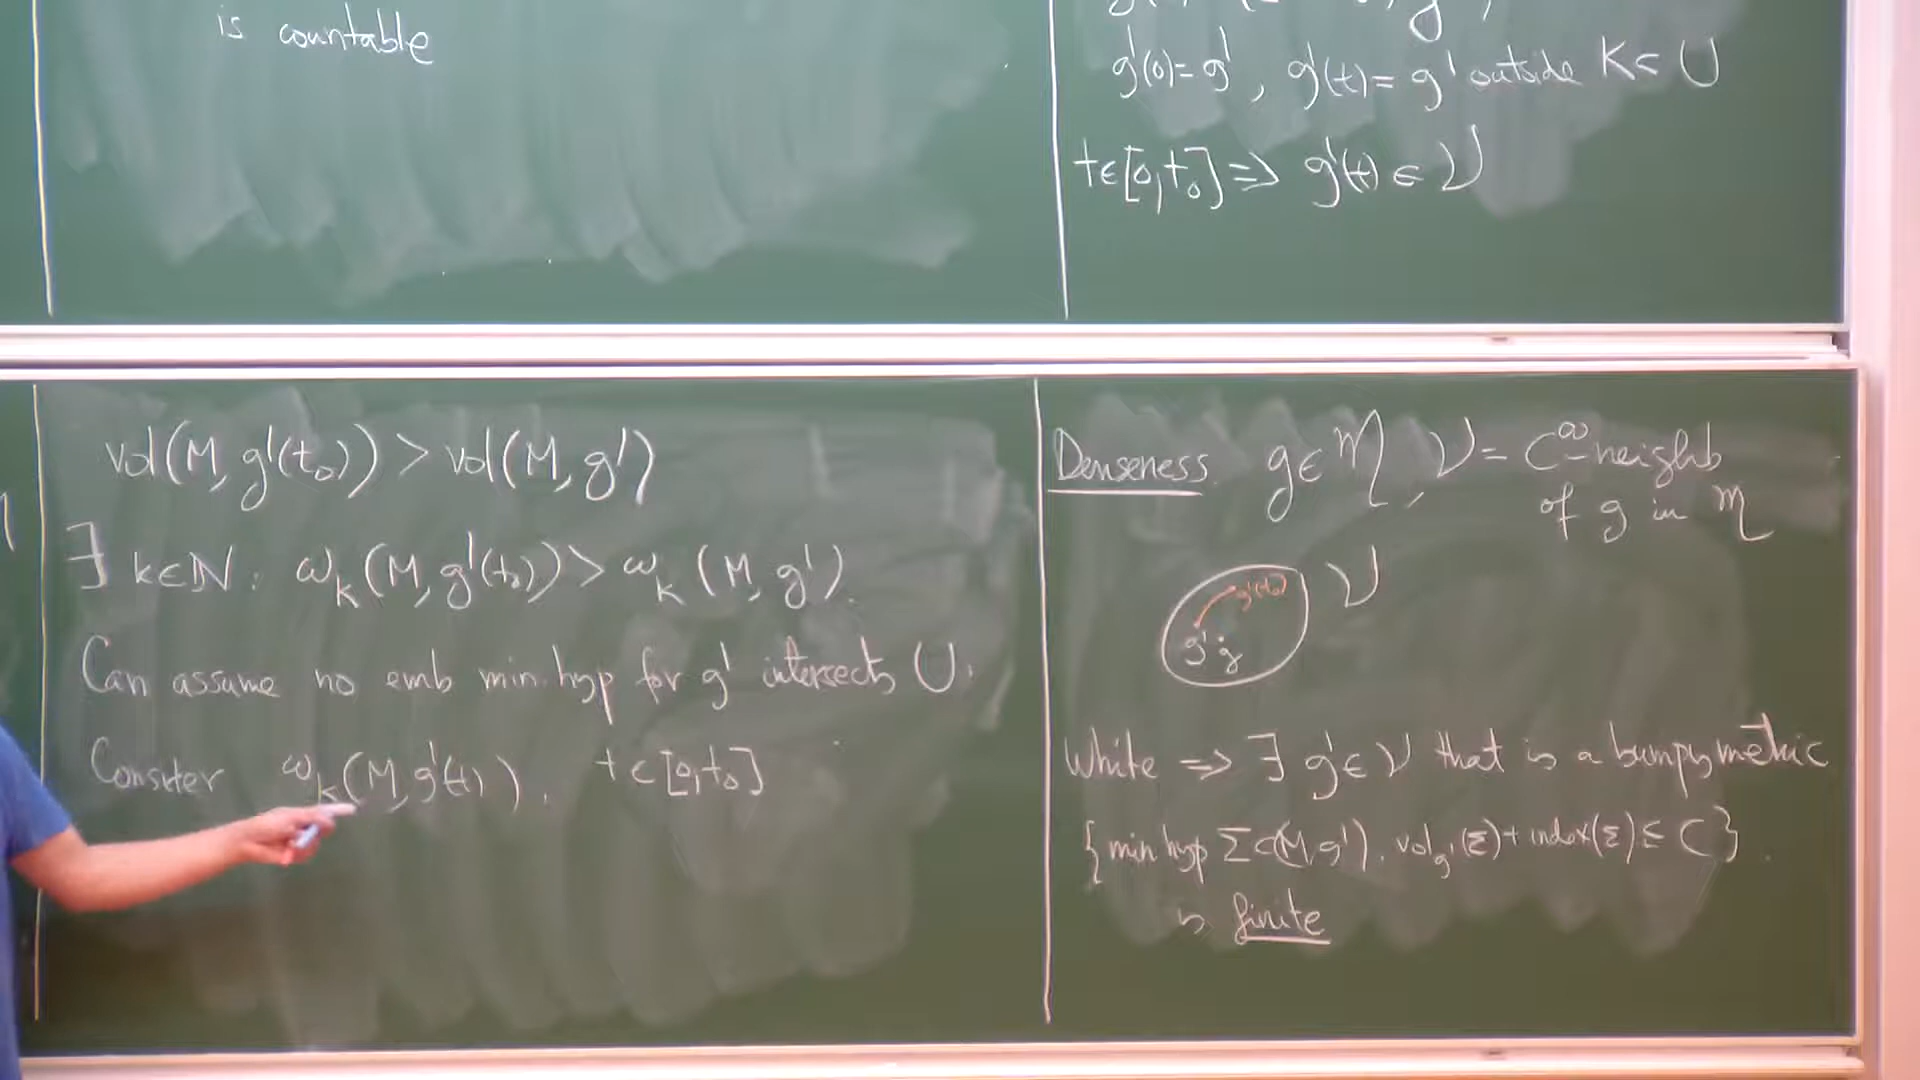 is countable
g'(0)=g', g'(t)=g' outside K⊂U
t∈[0,t₀]⇒ g'(t)∈𝒱
vol(M,g'(t₀))>vol(M,g')
∃ k∈ℕ: ω_k(M,g'(t₀))>ω_k(M,g').
Can assume no emb min.hyp for g' intersects U.
Consider ω_k(M,g'(t)), t∈[0,t₀]
Denseness g∈𝓜, 𝒱= C^∞-neighb
of g in 𝓜
g'(t₀) 𝒱
g' g
White ⇒ ∃ g'∈𝒱 that is a bumpy metric
{min hyp Σ⊂(M,g'). vol_g'(Σ)+index(Σ)≤ C}.
is finite